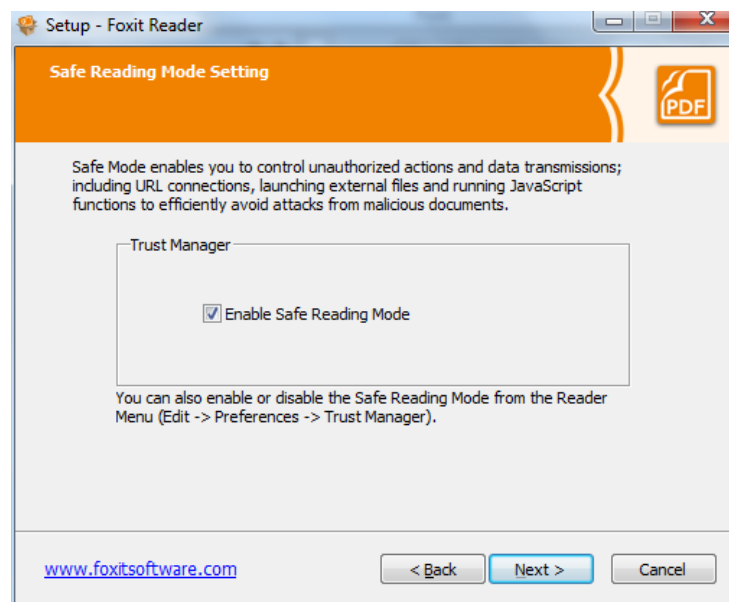 Setup - Foxit Reader
Safe Reading Mode Setting
PDF
Safe Mode enables you to control unauthorized actions and data transmissions;
including URL connections, launching external files and running JavaScript
functions to efficiently avoid attacks from malicious documents.
Trust Manager
Enable Safe Reading Mode
You can also enable or disable the Safe Reading Mode from the Reader
Menu (Edit -> Preferences -> Trust Manager).
www.foxitsoftware.com
< Back
Next >
Cancel